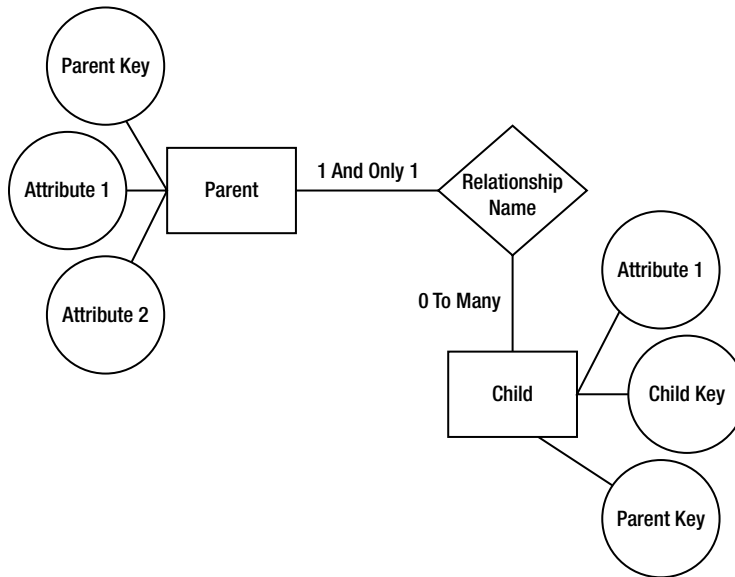 Parent Key
Attribute 1
Attribute 2
Parent
1 And Only 1
Relationship
Name
0 To Many
Child
Attribute 1
Child Key
Parent Key